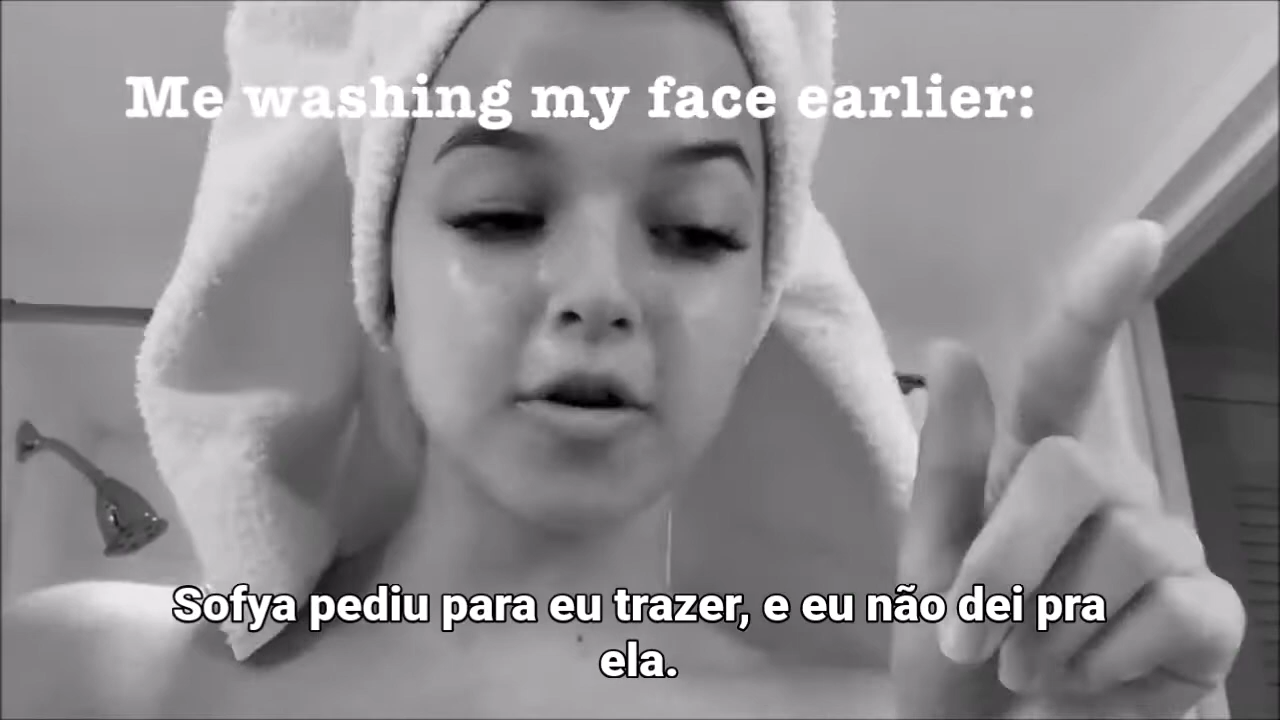 Me washing my face earlier:
Sofya pediu para eu trazer, e eu não dei pra
ela.